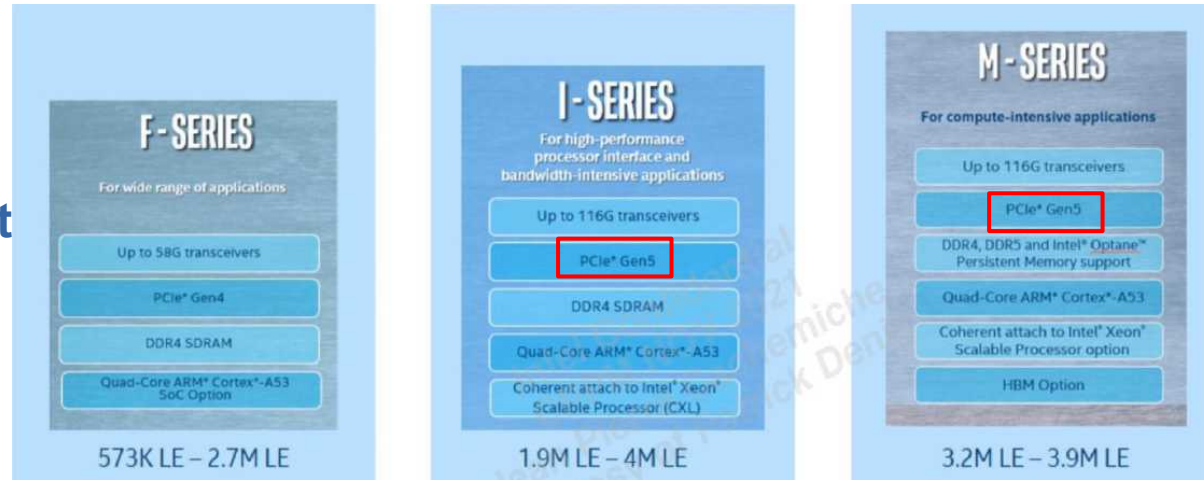 t
F-SERIES
For wide range of applications
Up to 58G transceivers
PCIe* Gen4
DDR4 SDRAM
Quad-Core ARM* Cortex*-A53
SoC Option
573K LE – 2.7M LE
I-SERIES
For high-performance
processor interface and
bandwidth-intensive applications
Up to 116G transceivers
PCIe* Gen5
DDR4 SDRAM
Quad-Core ARM* Cortex*-A53
Coherent attach to Intel® Xeon®
Scalable Processor (CXL)
1.9M LE – 4M LE
M-SERIES
For compute-intensive applications
Up to 116G transceivers
PCIe* Gen5
DDR4, DDR5 and Intel® Optane™
Persistent Memory support
Quad-Core ARM* Cortex*-A53
Coherent attach to Intel® Xeon®
Scalable Processor option
HBM Option
3.2M LE – 3.9M LE